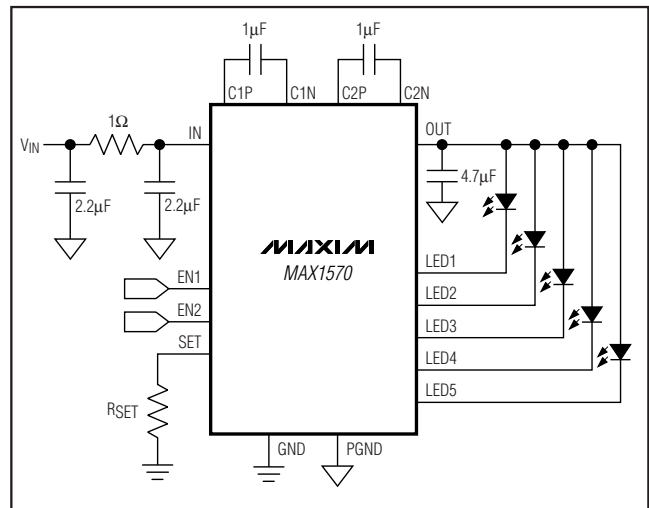 1μF
1μF
C1P
C1N
C2P
C2N
1Ω
IN
OUT
VIN
4.7μF
2.2μF
2.2μF
MAXIM
MAX1570
LED1
EN1
LED2
EN2
LED3
SET
LED4
LED5
RSET
GND
PGND